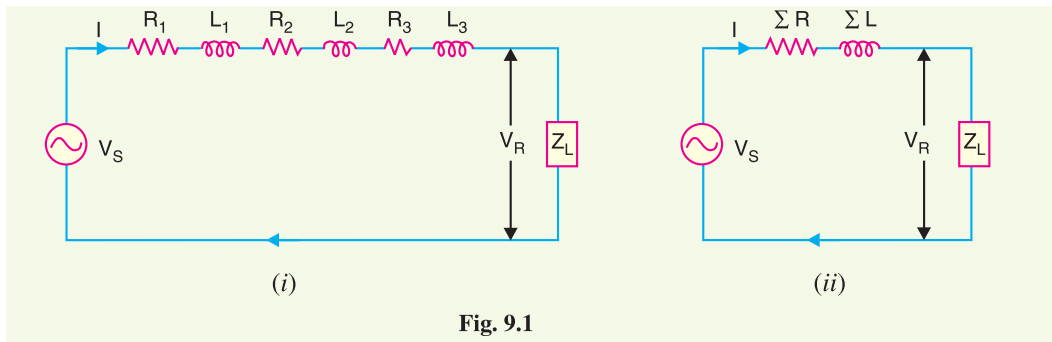 I R1 L1 R2 L2 R3 L3
VS VR ZL
(i)
I Σ R Σ L
VS VR ZL
(ii)
Fig. 9.1